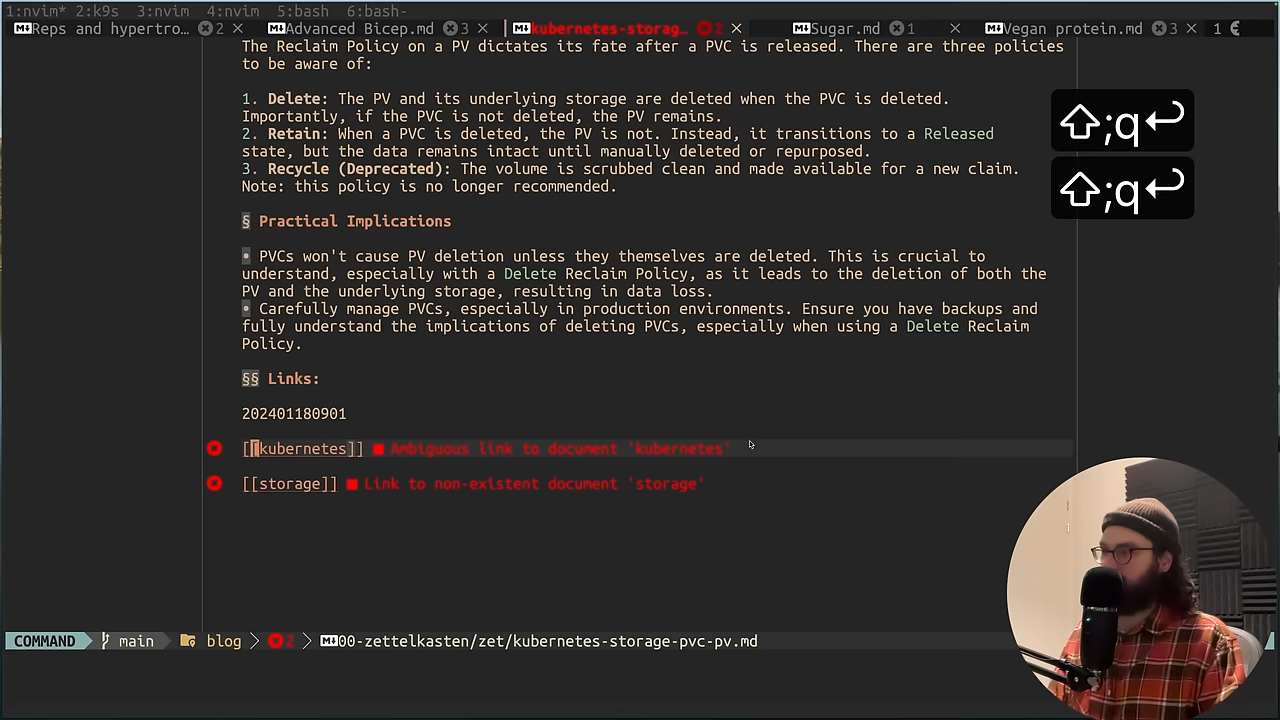 1:nvim* 2:k9s 3:nvim 4:nvim 5:bash 6:bash-
Reps and hypertro… 2 Advanced Bicep.md 3 kubernetes-storag… 2 Sugar.md 1 Vegan protein.md 3 1
The Reclaim Policy on a PV dictates its fate after a PVC is released. There are three policies
to be aware of:
1. Delete: The PV and its underlying storage are deleted when the PVC is deleted.
Importantly, if the PVC is not deleted, the PV remains.
2. Retain: When a PVC is deleted, the PV is not. Instead, it transitions to a Released
state, but the data remains intact until manually deleted or repurposed.
3. Recycle (Deprecated): The volume is scrubbed clean and made available for a new claim.
Note: this policy is no longer recommended.
§ Practical Implications
• PVCs won't cause PV deletion unless they themselves are deleted. This is crucial to
understand, especially with a Delete Reclaim Policy, as it leads to the deletion of both the
PV and the underlying storage, resulting in data loss.
• Carefully manage PVCs, especially in production environments. Ensure you have backups and
fully understand the implications of deleting PVCs, especially when using a Delete Reclaim
Policy.
§§ Links:
202401180901
[[kubernetes]] ■ Ambiguous link to document 'kubernetes'
[[storage]] ■ Link to non-existent document 'storage'
⇧;q↵
⇧;q↵
COMMAND main blog 2 00-zettelkasten/zet/kubernetes-storage-pvc-pv.md